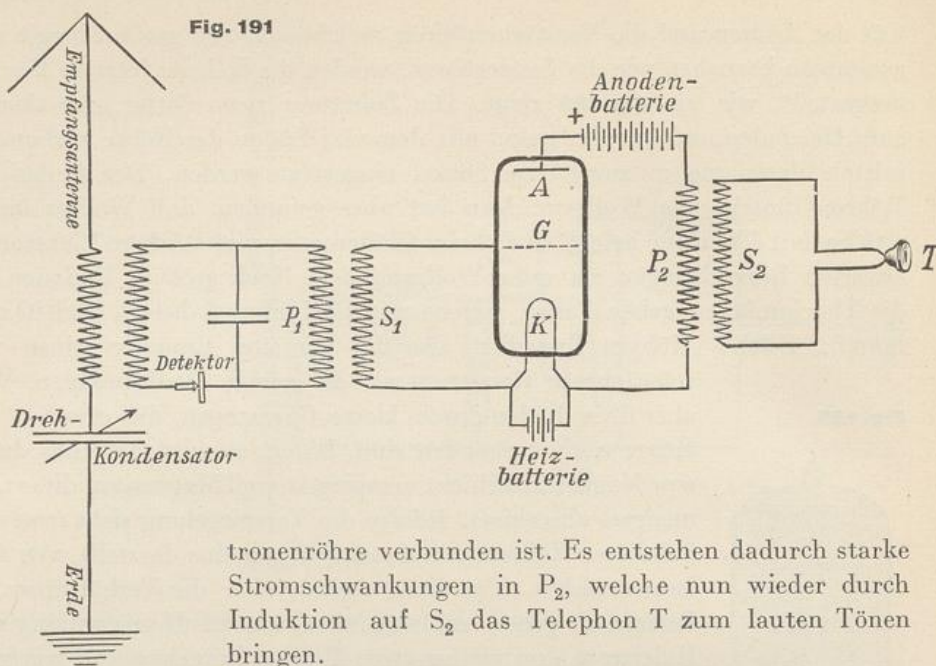 Fig. 191
Empfangsantenne
Anoden-
batterie
+
A
G
K
P₁
S₁
P₂
S₂
T
Detektor
Dreh-
Kondensator
Heiz-
batterie
Erde
tronenröhre verbunden ist. Es entstehen dadurch starke
Stromschwankungen in P₂, welche nun wieder durch
Induktion auf S₂ das Telephon T zum lauten Tönen
bringen.